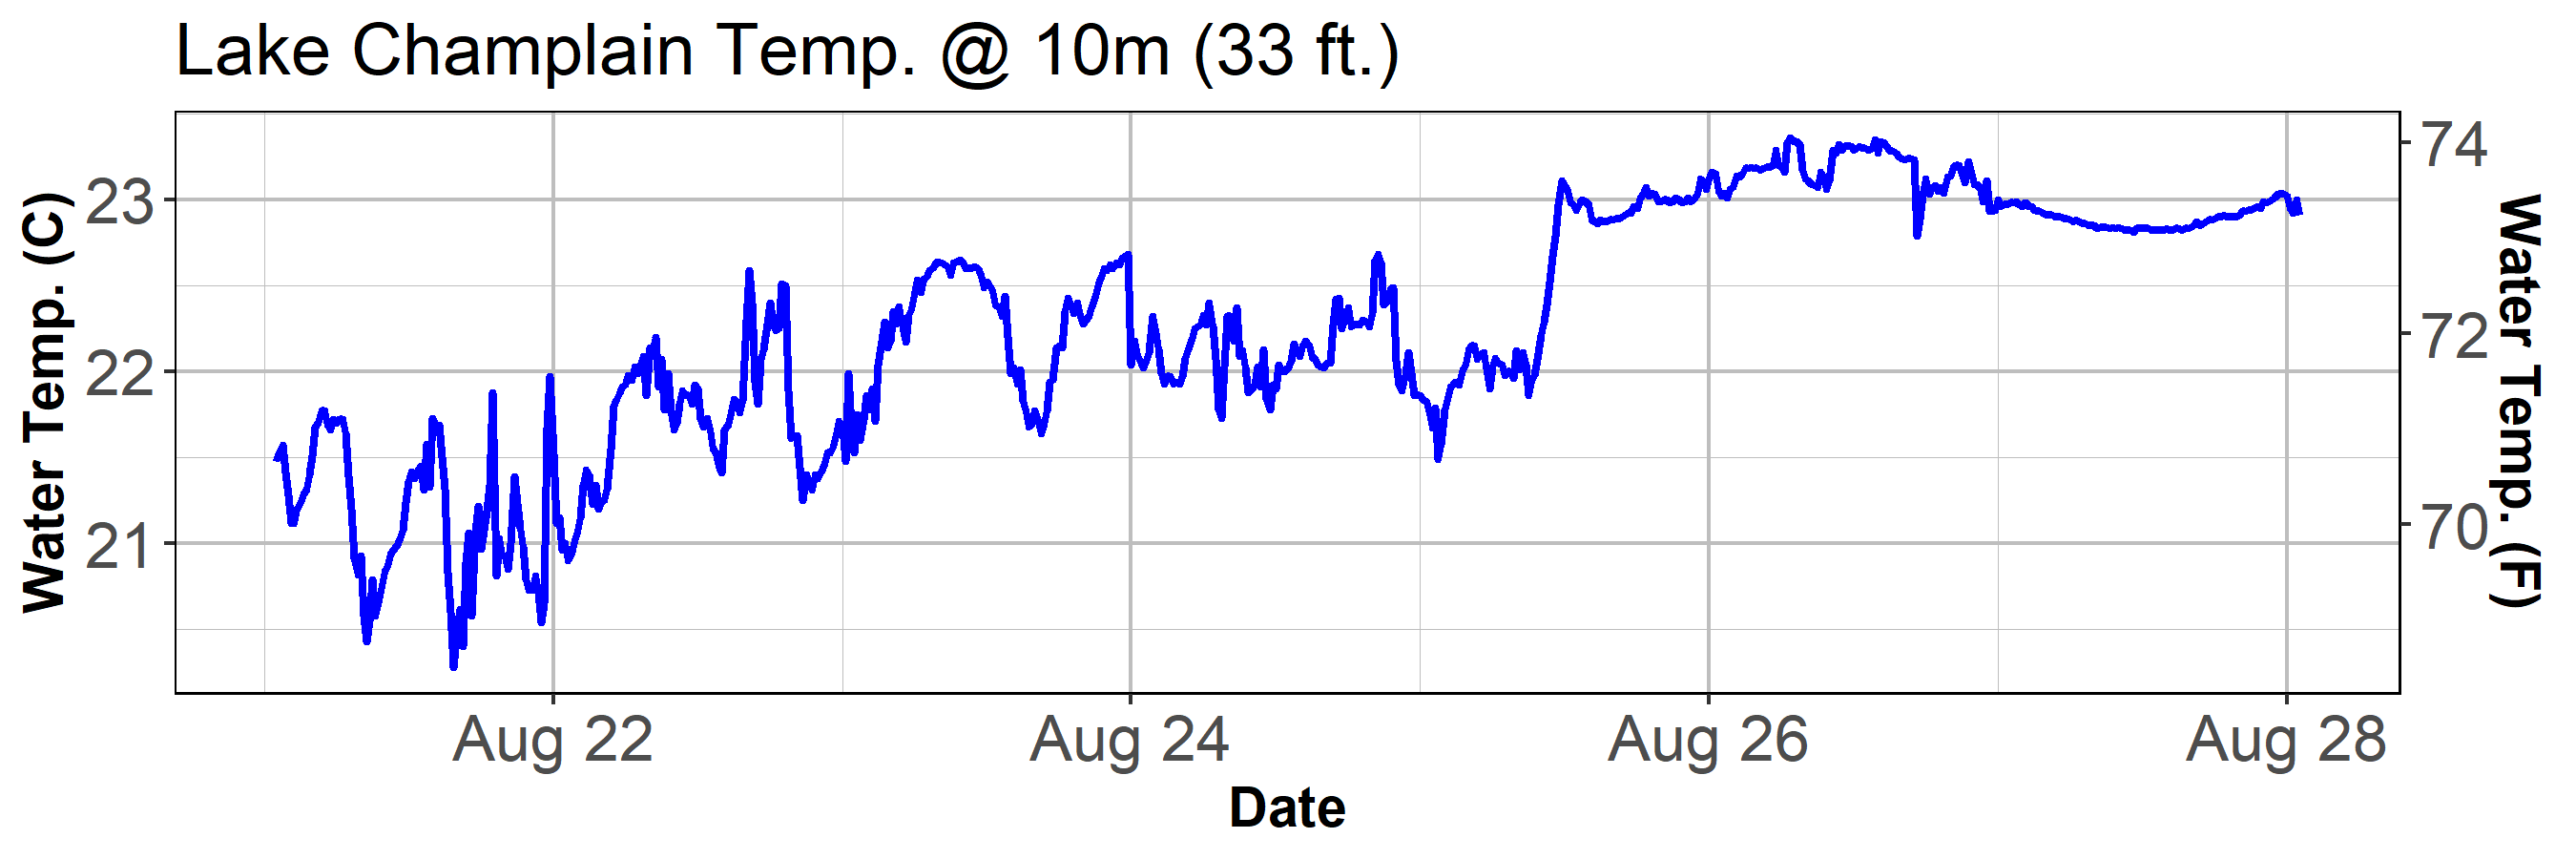 Lake Champlain Temp. @ 10m (33 ft.)
Water Temp. (C)
23
22
21
74
72
70
Water Temp. (F)
Aug 22
Aug 24
Aug 26
Aug 28
Date